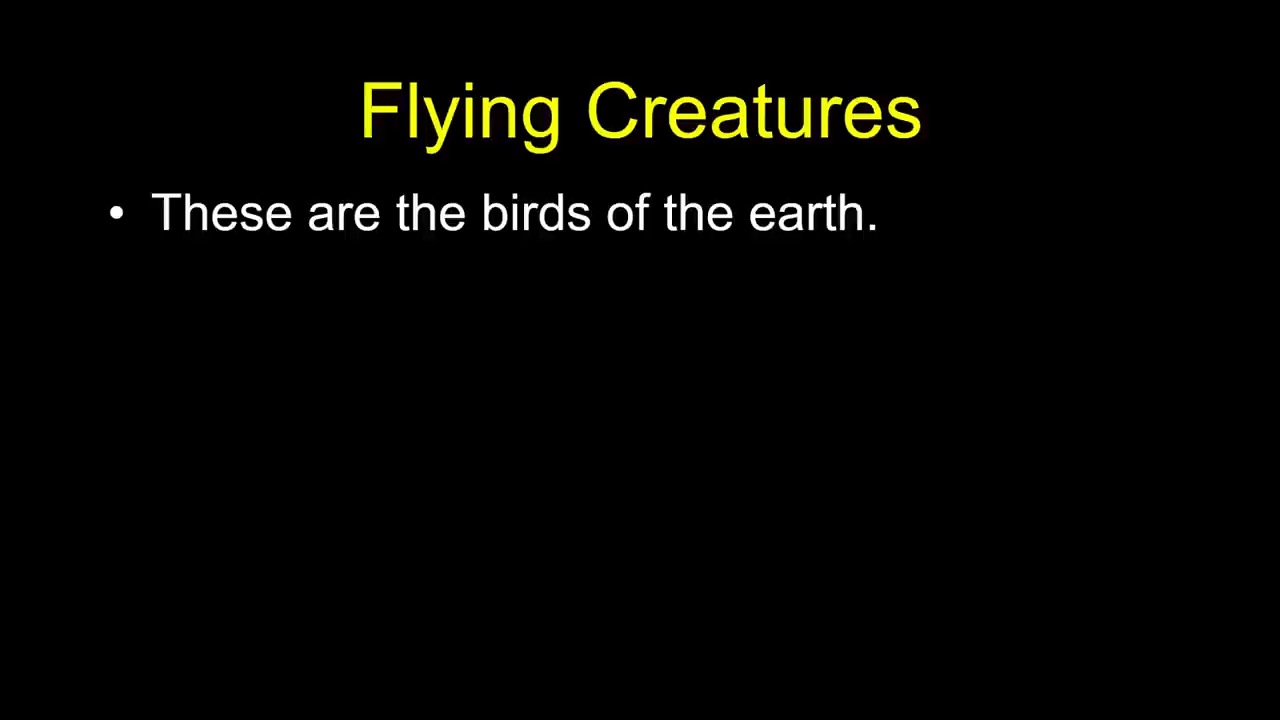 Flying Creatures
• These are the birds of the earth.